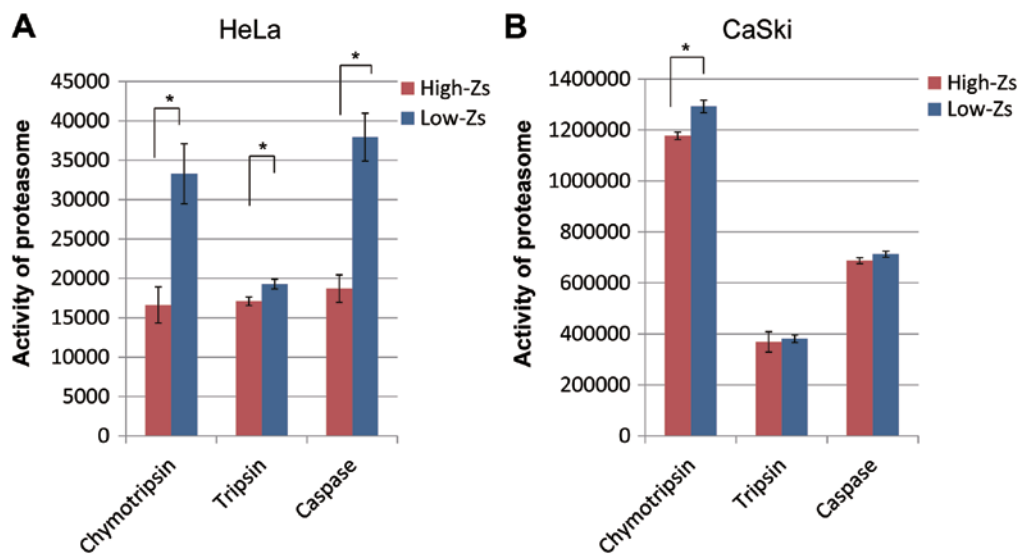 A
HeLa
Activity of proteasome
45000
40000
35000
30000
25000
20000
15000
10000
5000
0
*
*
*
High-Zs
Low-Zs
Chymotripsin
Tripsin
Caspase
B
CaSki
Activity of proteasome
1400000
1200000
1000000
800000
600000
400000
200000
0
*
High-Zs
Low-Zs
Chymotripsin
Tripsin
Caspase